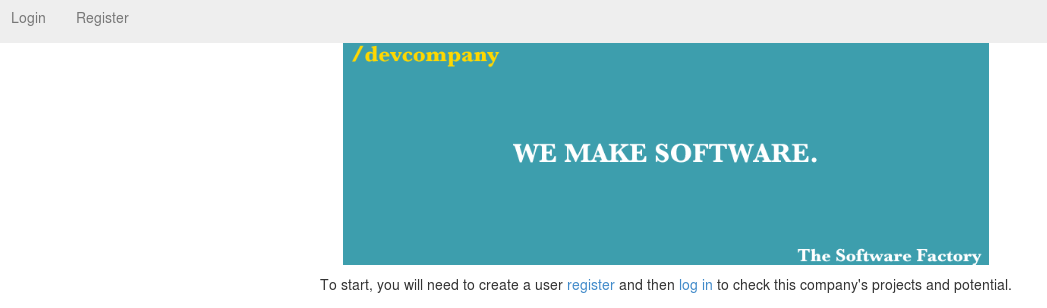 Login Register
/devcompany
WE MAKE SOFTWARE.
The Software Factory
To start, you will need to create a user register and then log in to check this company's projects and potential.